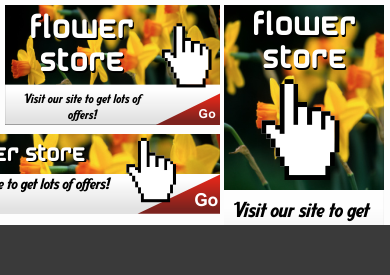 flower
store
Visit our site to get lots of
offers!
Go
er store
e to get lots of offers!
Go
flower
store
Visit our site to get